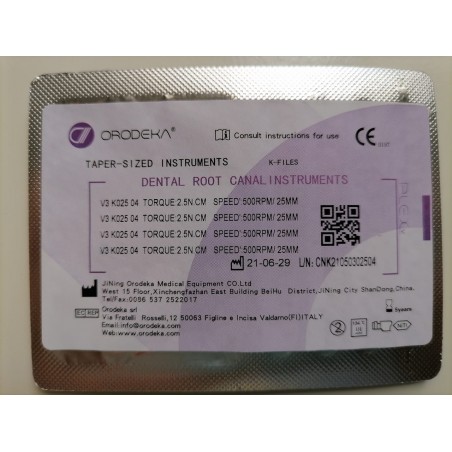 ORODEKA®
Consult instructions for use
CE
TAPER-SIZED INSTRUMENTS K-FILES
DENTAL ROOT CANAL INSTRUMENTS
V3 K025 04 TORQUE:2.5N.CM SPEED:500RPM/25MM
V3 K025 04 TORQUE:2.5N.CM SPEED:500RPM/25MM
V3 K025 04 TORQUE:2.5N.CM SPEED:500RPM/25MM
V3 K025 04 TORQUE:2.5N.CM SPEED:500RPM/25MM
21-06-29 L/N: CNK21050302504
JiNing Orodeka Medical Equipment CO.LTD
West 15 Floor,Xinchengfazhan East Building BeiHu District,JiNing City ShanDong,China.
Tel/Fax:0086 537 2522017
EC REP
Orodeka srl
Via Fratelli Rosselli,12 50063 Figline e Incisa Valdarno(FI)ITALY
Email:info@orodeka.com
www.orodeka.com
5years
2